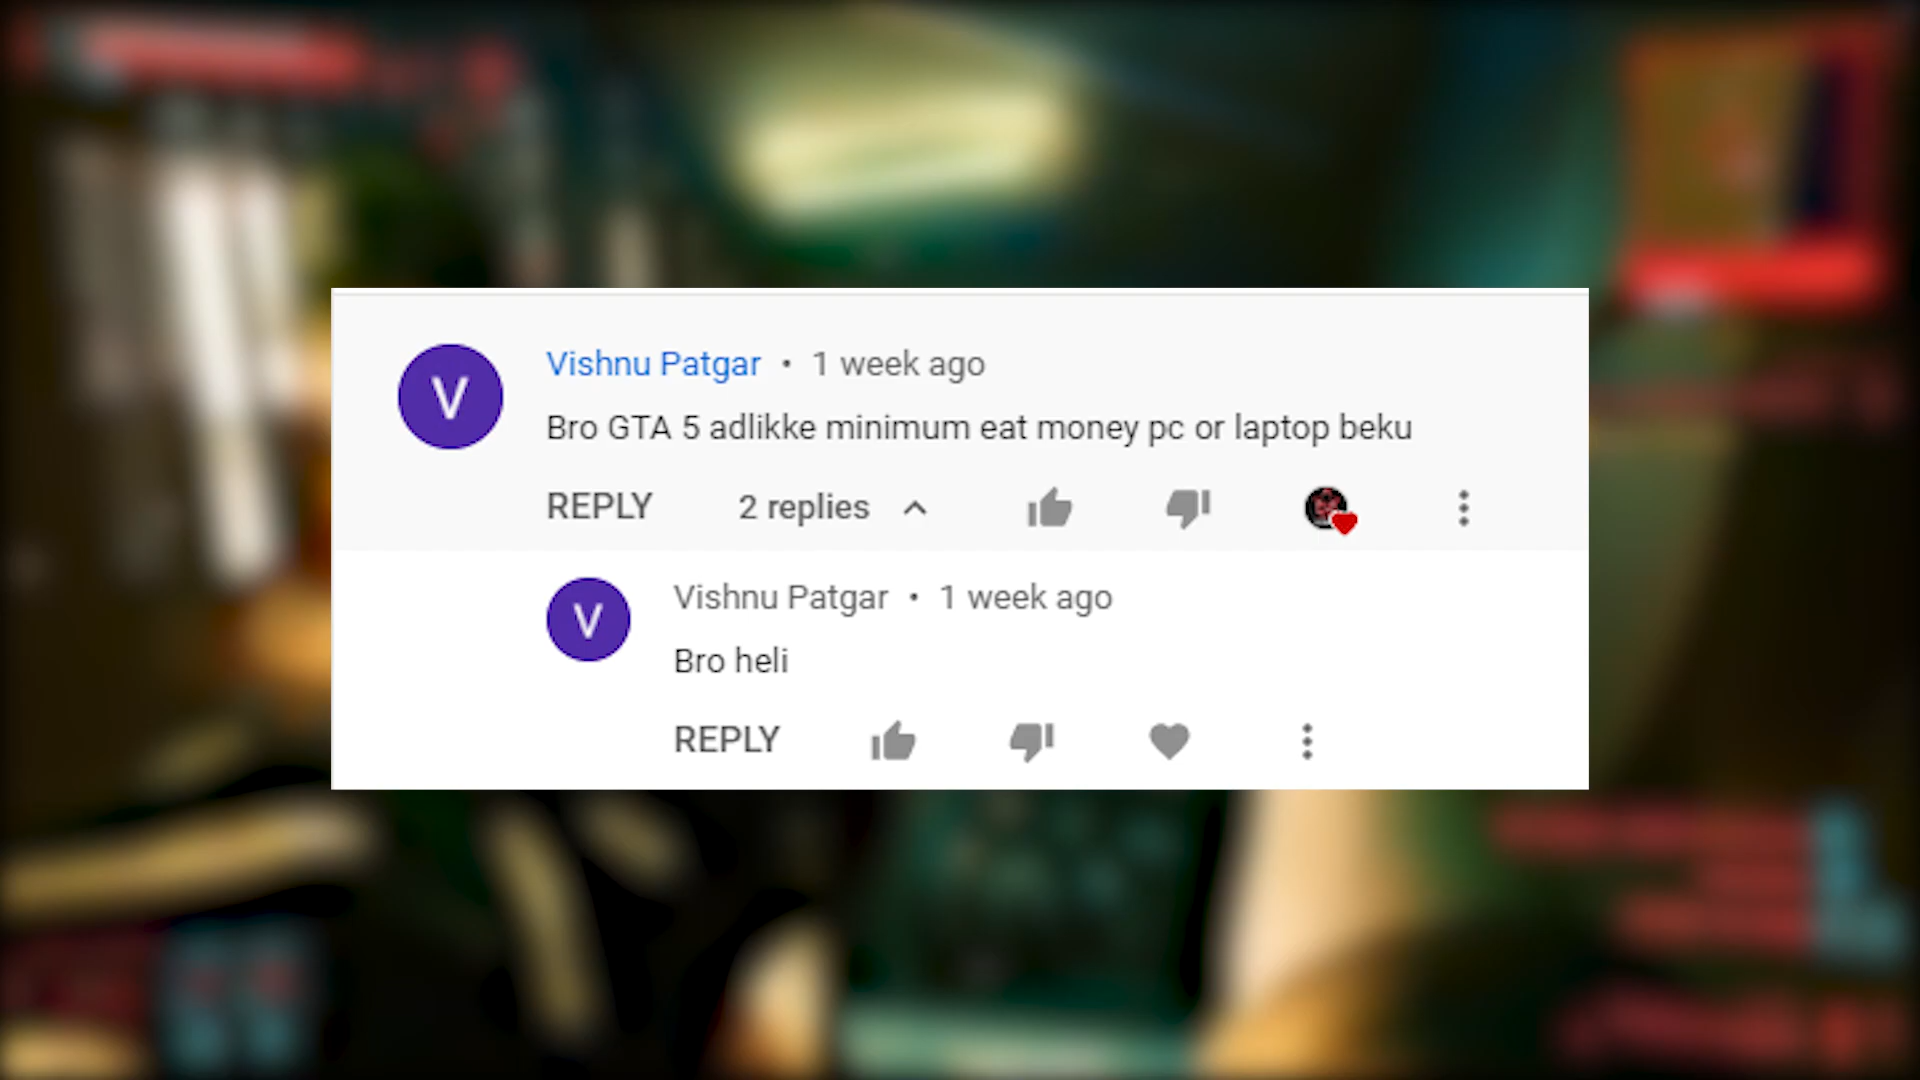 V
Vishnu Patgar • 1 week ago
Bro GTA 5 adlikke minimum eat money pc or laptop beku
REPLY 2 replies
V
Vishnu Patgar • 1 week ago
Bro heli
REPLY